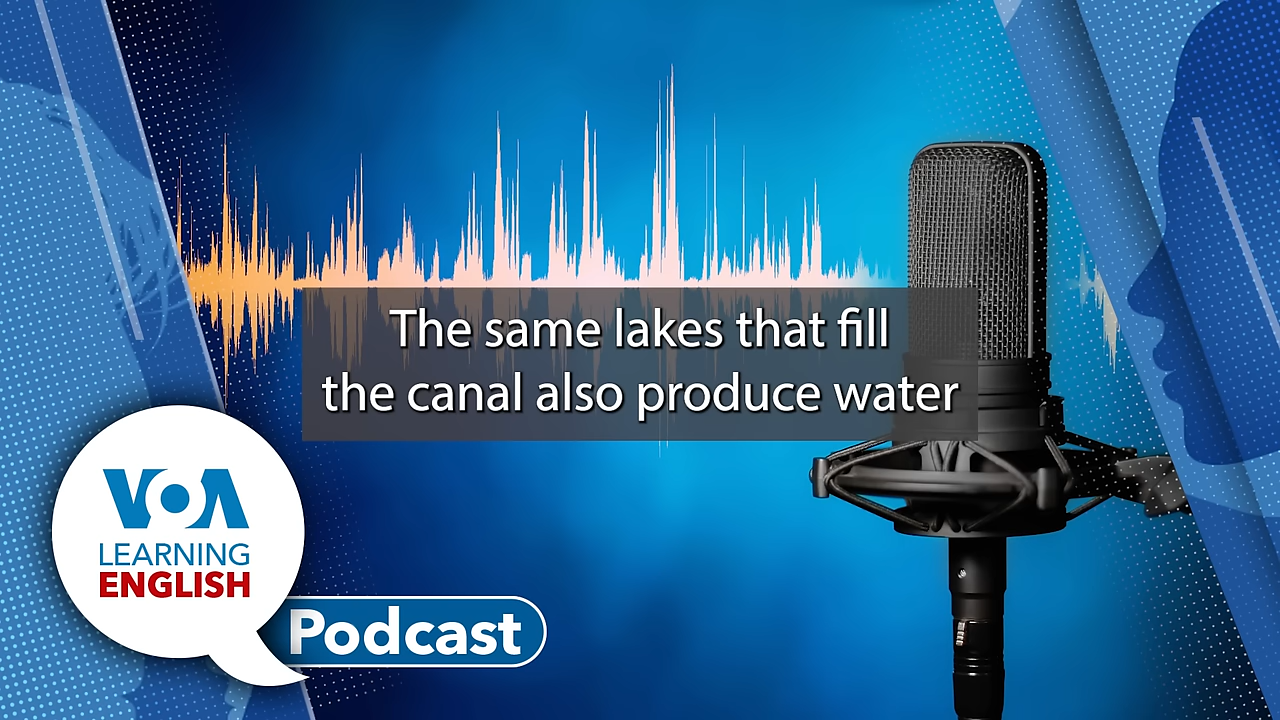 The same lakes that fill
the canal also produce water
VOA
LEARNING
ENGLISH
Podcast